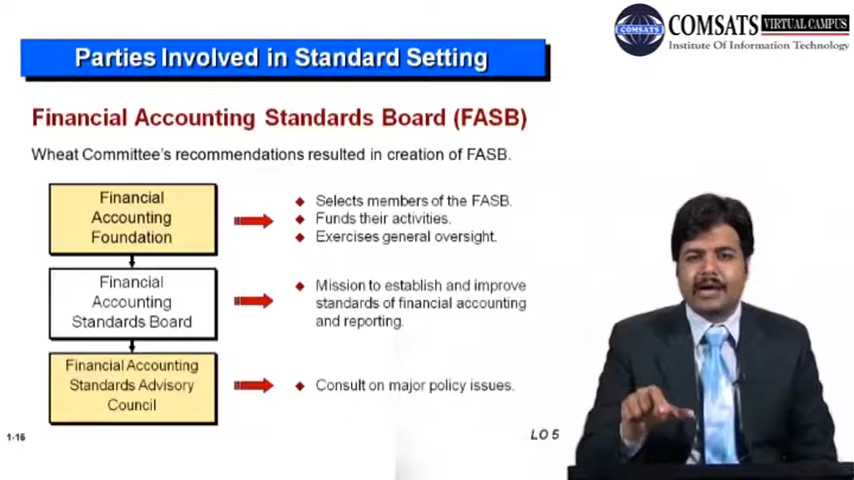 COMSATS VIRTUAL CAMPUS
COMSATS
Institute Of Information Technology
Parties Involved in Standard Setting
Financial Accounting Standards Board (FASB)
Wheat Committee's recommendations resulted in creation of FASB.
Financial
Accounting
Foundation
Selects members of the FASB.
Funds their activities.
Exercises general oversight.
Financial
Accounting
Standards Board
Mission to establish and improve
standards of financial accounting
and reporting.
Financial Accounting
Standards Advisory
Council
Consult on major policy issues.
1-16
LO 5